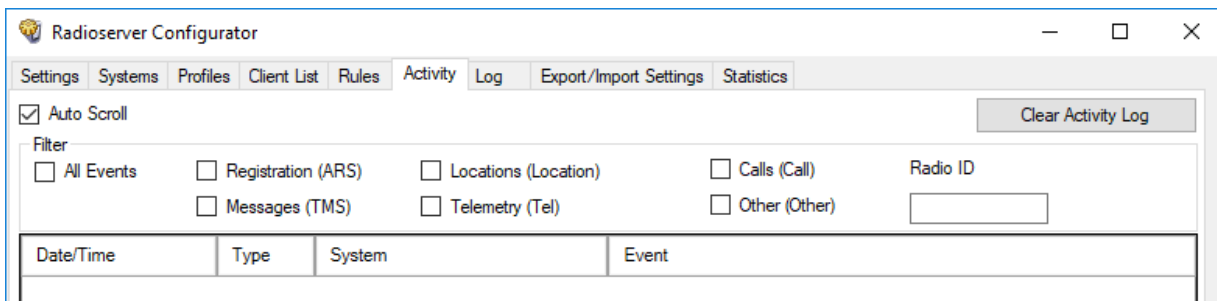 Radioserver Configurator
Settings Systems Profiles Client List Rules Activity Log Export/Import Settings Statistics
Auto Scroll Clear Activity Log
Filter
All Events Registration (ARS) Locations (Location) Calls (Call) Radio ID
Messages (TMS) Telemetry (Tel) Other (Other)
Date/Time Type System Event